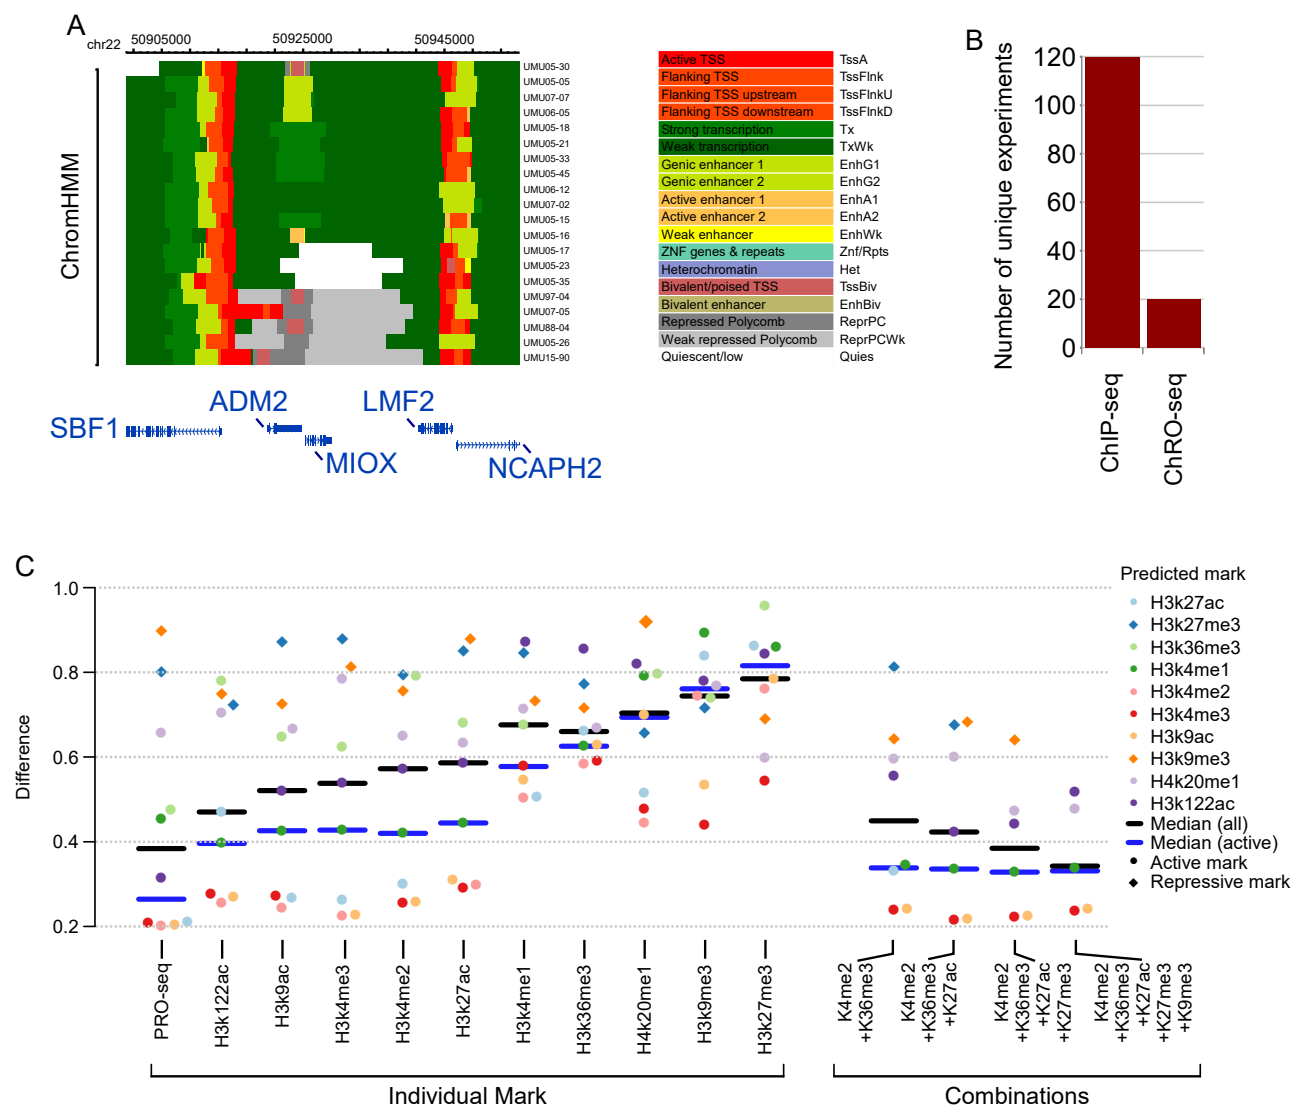 A
chr22
50905000
50925000
50945000
ChromHMM
UMU05-30
UMU05-05
UMU07-07
UMU06-05
UMU05-18
UMU05-21
UMU05-33
UMU05-45
UMU06-12
UMU07-02
UMU05-15
UMU05-16
UMU05-17
UMU05-23
UMU05-35
UMU97-04
UMU07-05
UMU88-04
UMU05-26
UMU15-90
SBF1
ADM2
MIOX
LMF2
NCAPH2
Active TSS TssA
Flanking TSS TssFlnk
Flanking TSS upstream TssFlnkU
Flanking TSS downstream TssFlnkD
Strong transcription Tx
Weak transcription TxWk
Genic enhancer 1 EnhG1
Genic enhancer 2 EnhG2
Active enhancer 1 EnhA1
Active enhancer 2 EnhA2
Weak enhancer EnhWk
ZNF genes & repeats Znf/Rpts
Heterochromatin Het
Bivalent/poised TSS TssBiv
Bivalent enhancer EnhBiv
Repressed Polycomb ReprPC
Weak repressed Polycomb ReprPCWk
Quiescent/low Quies
B
Number of unique experiments
120
100
80
60
40
20
0
ChIP-seq
ChRO-seq
C
Difference
1.0
0.8
0.6
0.4
0.2
PRO-seq
H3k122ac
H3k9ac
H3k4me3
H3k4me2
H3k27ac
H3k4me1
H3k36me3
H4k20me1
H3k9me3
H3k27me3
Individual Mark
K4me2
+K36me3
K4me2
+K36me3
+K27ac
K4me2
+K36me3
+K27ac
+K27me3
K4me2
+K36me3
+K27ac
+K27me3
+K9me3
Combinations
Predicted mark
H3k27ac
H3k27me3
H3k36me3
H3k4me1
H3k4me2
H3k4me3
H3k9ac
H3k9me3
H4k20me1
H3k122ac
Median (all)
Median (active)
Active mark
Repressive mark